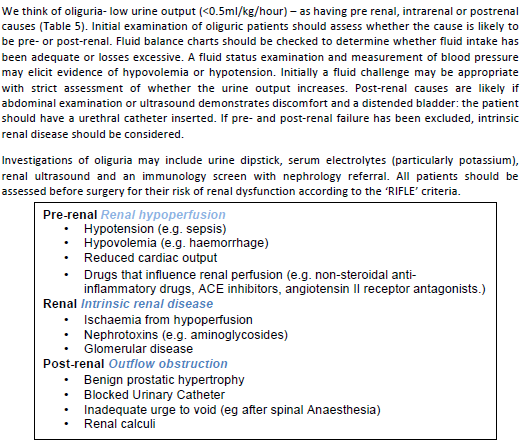 We think of oliguria- low urine output (<0.5ml/kg/hour) – as having pre renal, intrarenal or postrenal
causes (Table 5). Initial examination of oliguric patients should assess whether the cause is likely to
be pre- or post-renal. Fluid balance charts should be checked to determine whether fluid intake has
been adequate or losses excessive. A fluid status examination and measurement of blood pressure
may elicit evidence of hypovolemia or hypotension. Initially a fluid challenge may be appropriate
with strict assessment of whether the urine output increases. Post-renal causes are likely if
abdominal examination or ultrasound demonstrates discomfort and a distended bladder: the patient
should have a urethral catheter inserted. If pre- and post-renal failure has been excluded, intrinsic
renal disease should be considered.
Investigations of oliguria may include urine dipstick, serum electrolytes (particularly potassium),
renal ultrasound and an immunology screen with nephrology referral. All patients should be
assessed before surgery for their risk of renal dysfunction according to the ‘RIFLE’ criteria.
Pre-renal Renal hypoperfusion
• Hypotension (e.g. sepsis)
• Hypovolemia (e.g. haemorrhage)
• Reduced cardiac output
• Drugs that influence renal perfusion (e.g. non-steroidal anti-
inflammatory drugs, ACE inhibitors, angiotensin II receptor antagonists.)
Renal Intrinsic renal disease
• Ischaemia from hypoperfusion
• Nephrotoxins (e.g. aminoglycosides)
• Glomerular disease
Post-renal Outflow obstruction
• Benign prostatic hypertrophy
• Blocked Urinary Catheter
• Inadequate urge to void (eg after spinal Anaesthesia)
• Renal calculi